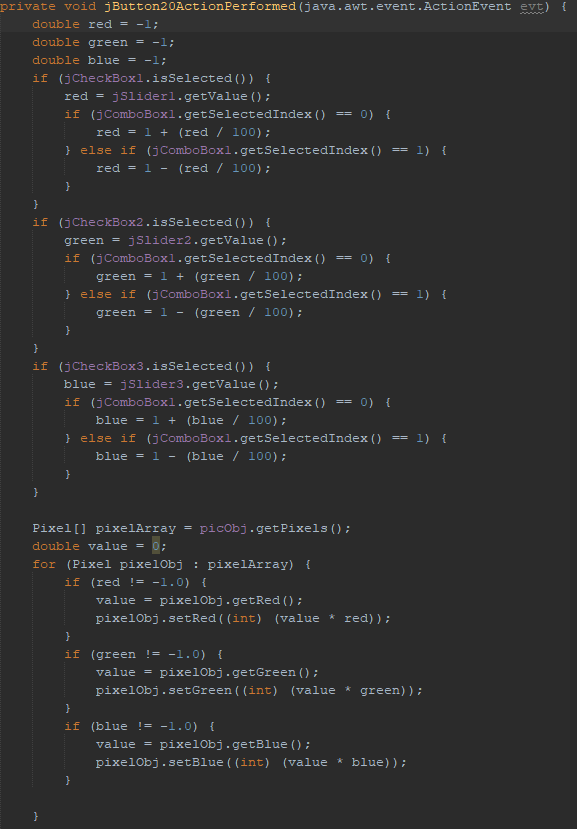 private void jButton20ActionPerformed(java.awt.event.ActionEvent evt) {
    double red = -1;
    double green = -1;
    double blue = -1;
    if (jCheckBox1.isSelected()) {
        red = jSlider1.getValue();
        if (jComboBox1.getSelectedIndex() == 0) {
            red = 1 + (red / 100);
        } else if (jComboBox1.getSelectedIndex() == 1) {
            red = 1 - (red / 100);
        }
    }
    if (jCheckBox2.isSelected()) {
        green = jSlider2.getValue();
        if (jComboBox1.getSelectedIndex() == 0) {
            green = 1 + (green / 100);
        } else if (jComboBox1.getSelectedIndex() == 1) {
            green = 1 - (green / 100);
        }
    }
    if (jCheckBox3.isSelected()) {
        blue = jSlider3.getValue();
        if (jComboBox1.getSelectedIndex() == 0) {
            blue = 1 + (blue / 100);
        } else if (jComboBox1.getSelectedIndex() == 1) {
            blue = 1 - (blue / 100);
        }
    }

    Pixel[] pixelArray = picObj.getPixels();
    double value = 0;
    for (Pixel pixelObj : pixelArray) {
        if (red != -1.0) {
            value = pixelObj.getRed();
            pixelObj.setRed((int) (value * red));
        }
        if (green != -1.0) {
            value = pixelObj.getGreen();
            pixelObj.setGreen((int) (value * green));
        }
        if (blue != -1.0) {
            value = pixelObj.getBlue();
            pixelObj.setBlue((int) (value * blue));
        }

    }